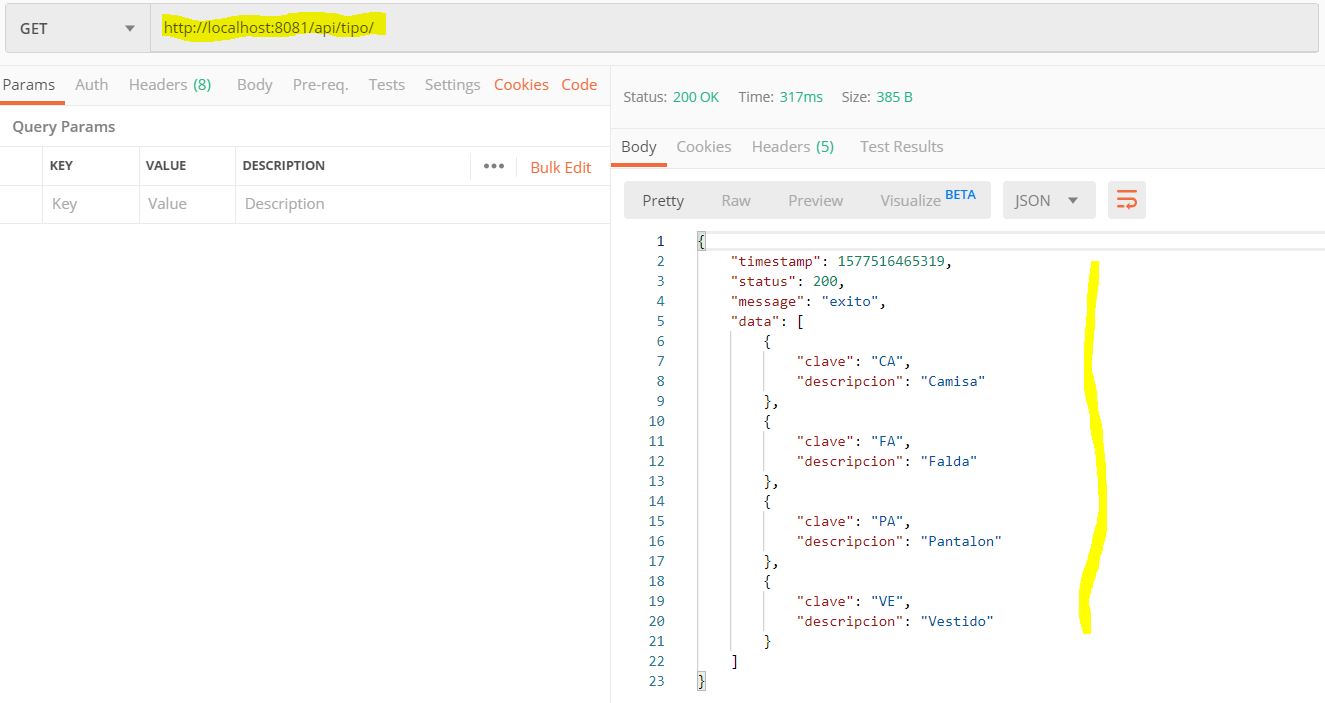 GET http://localhost:8081/api/tipo/
Params Auth Headers (8) Body Pre-req. Tests Settings Cookies Code
Query Params
KEY VALUE DESCRIPTION ••• Bulk Edit
Key Value Description
Status: 200 OK Time: 317ms Size: 385 B
Body Cookies Headers (5) Test Results
Pretty Raw Preview Visualize BETA JSON
1 {
2 "timestamp": 1577516465319,
3 "status": 200,
4 "message": "exito",
5 "data": [
6 {
7 "clave": "CA",
8 "descripcion": "Camisa"
9 },
10 {
11 "clave": "FA",
12 "descripcion": "Falda"
13 },
14 {
15 "clave": "PA",
16 "descripcion": "Pantalon"
17 },
18 {
19 "clave": "VE",
20 "descripcion": "Vestido"
21 }
22 ]
23 }